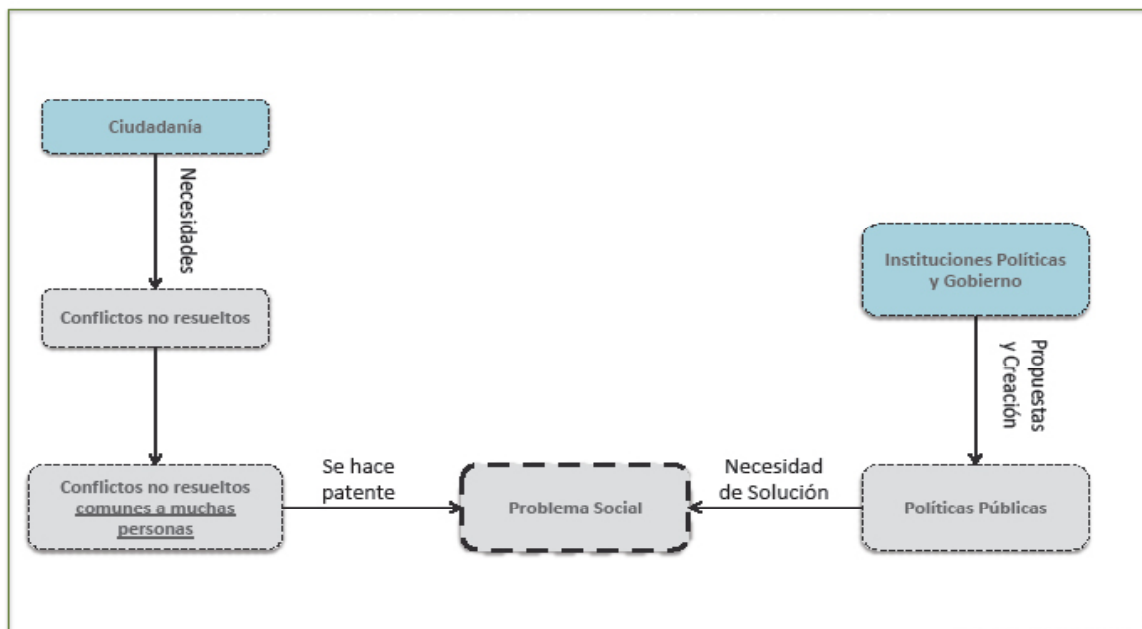 Ciudadanía
Necesidades
Conflictos no resueltos
Conflictos no resueltos
comunes a muchas
personas
Se hace
patente
Problema Social
Necesidad
de Solución
Instituciones Políticas
y Gobierno
Propuestas
y Creación
Políticas Públicas